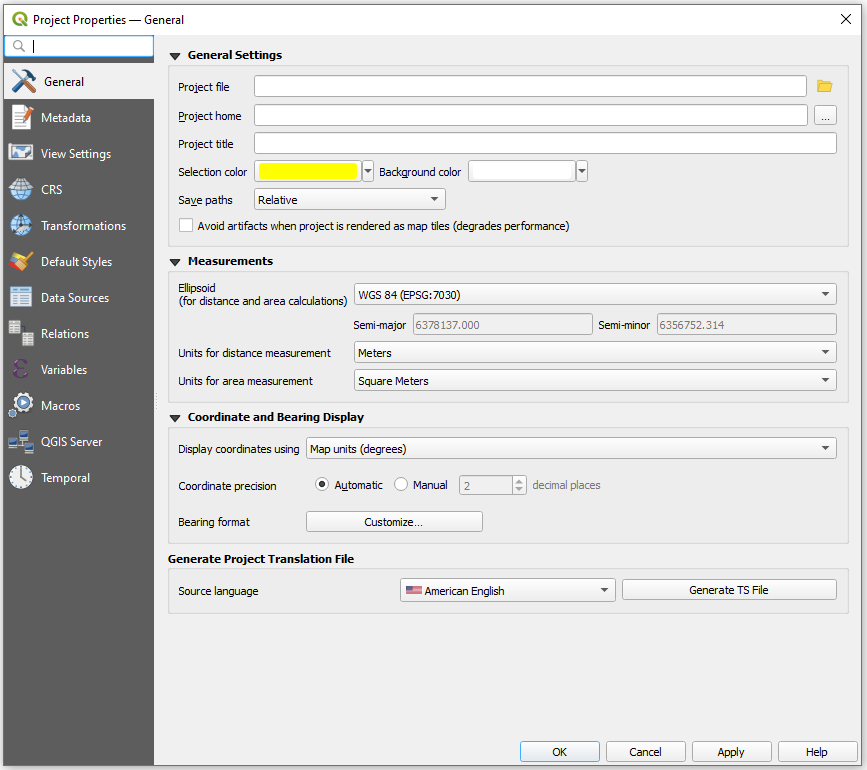 Project Properties — General
General
Metadata
View Settings
CRS
Transformations
Default Styles
Data Sources
Relations
Variables
Macros
QGIS Server
Temporal
General Settings
Project file
Project home ...
Project title
Selection color Background color
Save paths Relative
Avoid artifacts when project is rendered as map tiles (degrades performance)
Measurements
Ellipsoid
(for distance and area calculations) WGS 84 (EPSG:7030)
Semi-major 6378137.000 Semi-minor 6356752.314
Units for distance measurement Meters
Units for area measurement Square Meters
Coordinate and Bearing Display
Display coordinates using Map units (degrees)
Coordinate precision Automatic Manual 2 decimal places
Bearing format Customize...
Generate Project Translation File
Source language American English Generate TS File
OK Cancel Apply Help